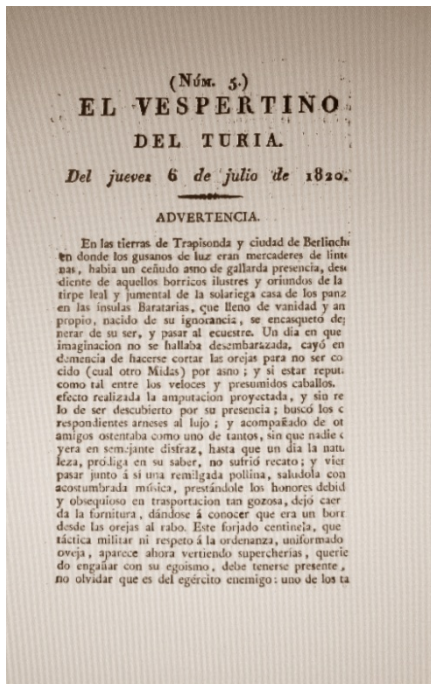 (Núm. 5.)
EL VESPERTINO
DEL TURIA.
Del jueves 6 de julio de 1820.
ADVERTENCIA.
En las tierras de Trapisonda y ciudad de Berlinch
en donde los gusanos de luz eran mercaderes de linte
nas, habia un ceñudo asno de gallarda presencia, des
diente de aquellos borricos ilustres y oriundos de la
tirpe leal y jumental de la solariega casa de los panz
en las ínsulas Baratarias, que lleno de vanidad y an
propio, nacido de su ignorancia, se encasqueto de
nerar de su ser, y pasar al ecuestre. Un dia en que
imaginacion no se hallaba desembarazada, cayó en
demencia de hacerse cortar las orejas para no ser co
cido (cual otro Midas) por asno; y si estar reput
como tal entre los veloces y presumidos caballos.
efecto realizada la amputacion proyectada, y sin re
lo de ser descubierto por su presencia; buscó los c
respondientes arneses al lujo; y acompañado de ot
amigos ostentaba como uno de tantos, sin que nadie c
yera en semejante disfraz, hasta que un dia la natu
leza, pródiga en su saber, no sufrió recato; y vier
pasar junto á si una remilgada pollina, saludola con
acostumbrada música, prestándole los honores debid
y obsequioso en trasportacion tan gozosa, dejó caer
da la fornitura, dándose á conocer que era un borr
desde las orejas al rabo. Este forjado centinela, que
táctica militar ni respeto á la ordenanza, uniformado
oveja, aparece ahora vertiendo supercherias, querie
do engañar con su egoismo, debe tenerse presente,
no olvidar que es del egército enemigo: uno de los ta